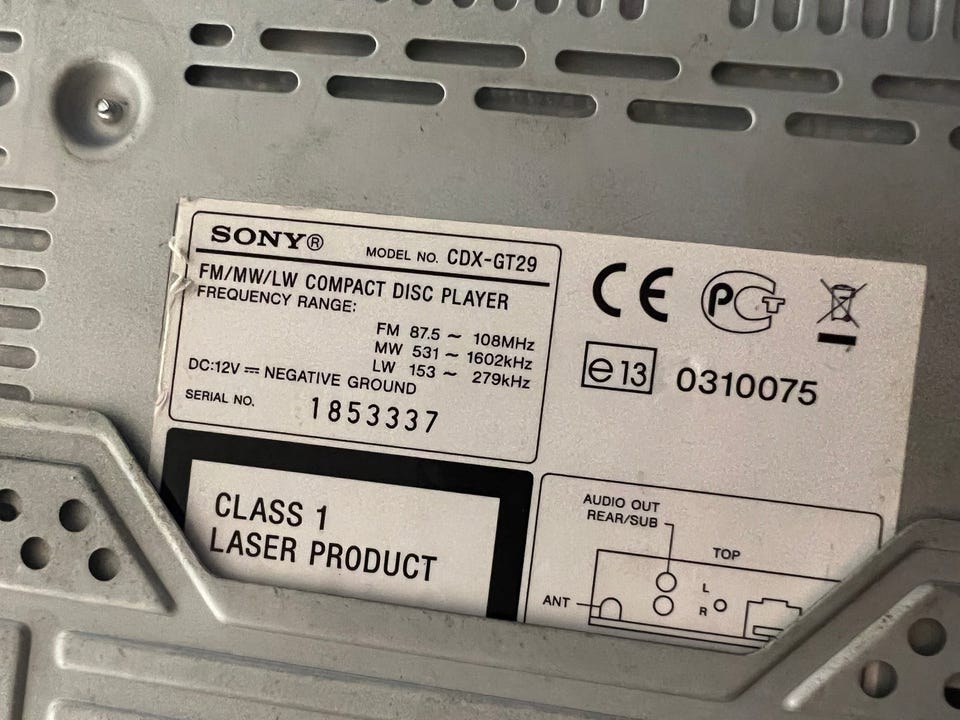 SONY® MODEL NO. CDX-GT29
FM/MW/LW COMPACT DISC PLAYER
FREQUENCY RANGE:
FM 87.5 ~ 108MHz
MW 531 ~ 1602kHz
LW 153 ~ 279kHz
DC:12V ⎓ NEGATIVE GROUND
SERIAL NO. 1853337
CLASS 1
LASER PRODUCT
CE PCT
e13 0310075
AUDIO OUT
REAR/SUB
TOP
ANT
L
R